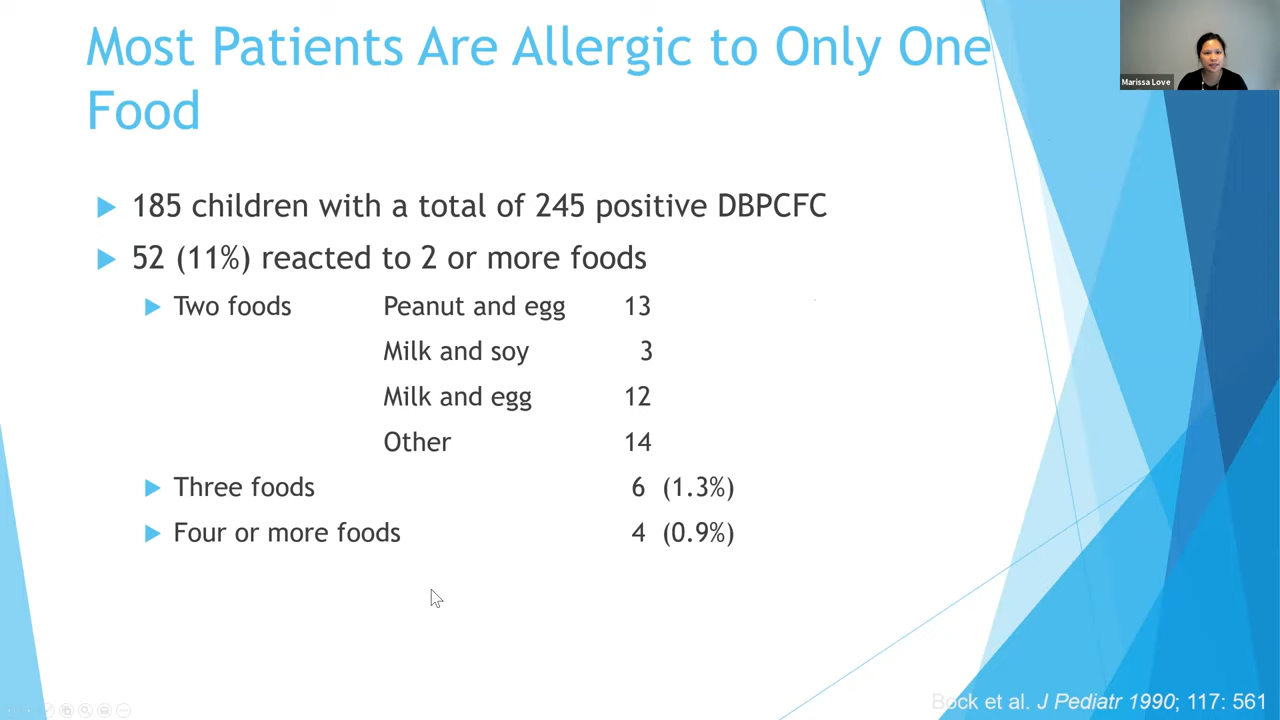 Most Patients Are Allergic to Only One
Food
Marissa Love
185 children with a total of 245 positive DBPCFC
52 (11%) reacted to 2 or more foods
Two foods Peanut and egg 13
Milk and soy 3
Milk and egg 12
Other 14
Three foods 6 (1.3%)
Four or more foods 4 (0.9%)
Bock et al. J Pediatr 1990; 117: 561